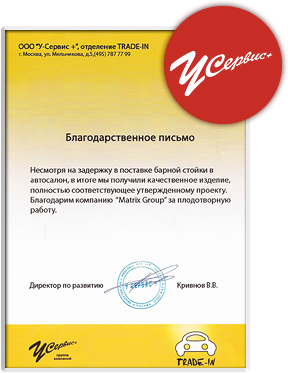 ООО "У-Сервис +", отделение TRADE-IN
г. Москва, ул. Мельникова, д.5,(495) 787 77 99
УСервис+
Благодарственное письмо
Несмотря на задержку в поставке барной стойки в
автосалон, в итоге мы получили качественное изделие,
полностью соответствующее утвержденному проекту.
Благодарим компанию "Matrix Group" за плодотворную
работу.
Директор по развитию
Кривнов В.В.
УСервис+
группа
компаний
TRADE-IN